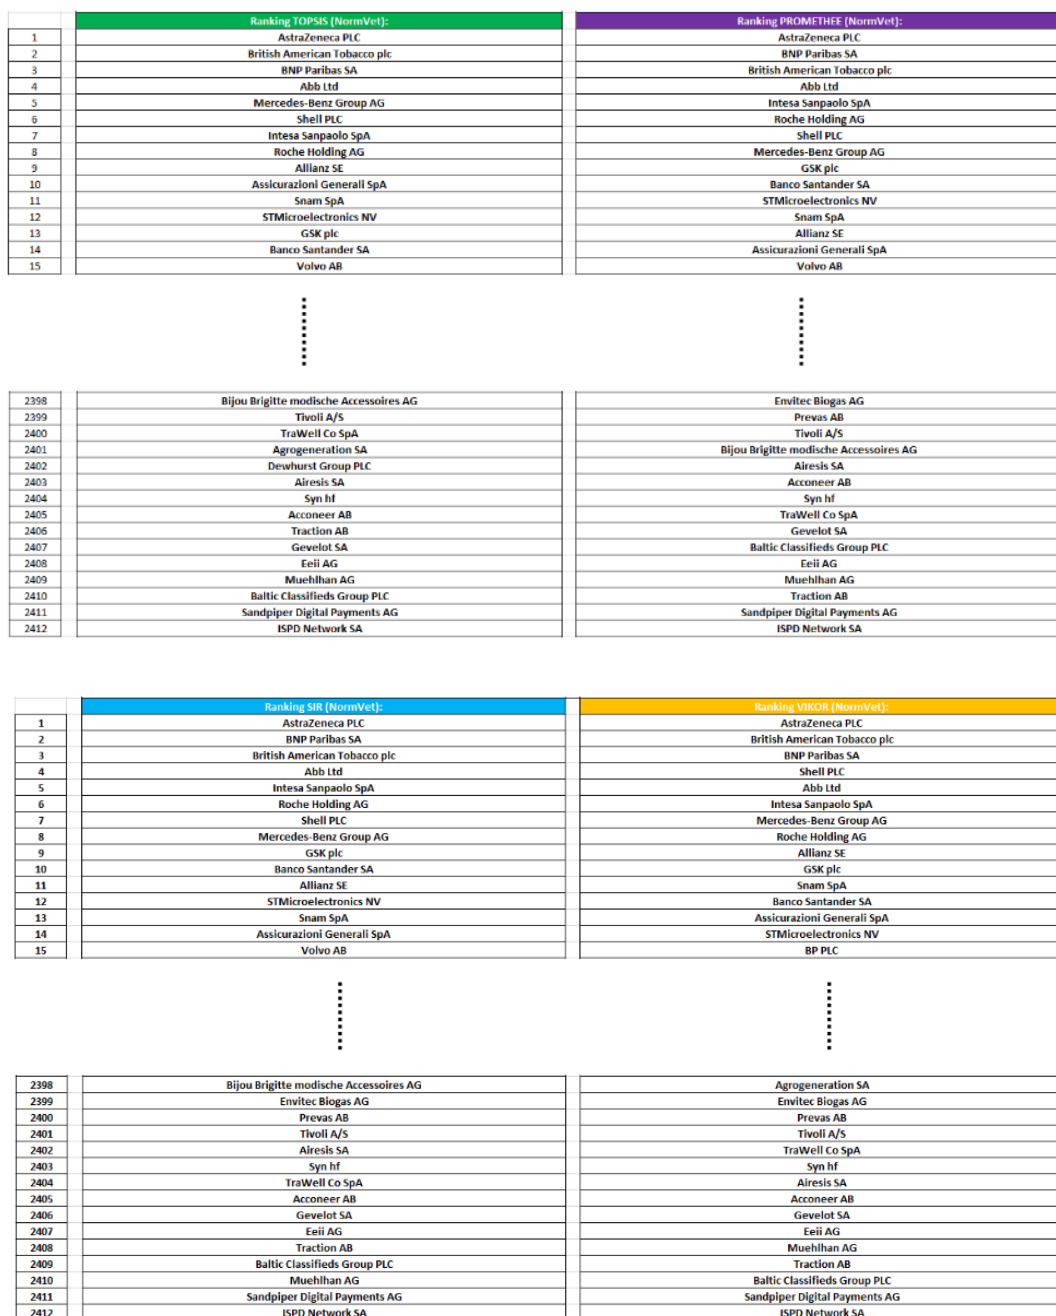 Ranking TOPSIS (NormVet): Ranking PROMETHEE (NormVet):
1 AstraZeneca PLC AstraZeneca PLC
2 British American Tobacco plc BNP Paribas SA
3 BNP Paribas SA British American Tobacco plc
4 Abb Ltd Abb Ltd
5 Mercedes-Benz Group AG Intesa Sanpaolo SpA
6 Shell PLC Roche Holding AG
7 Intesa Sanpaolo SpA Shell PLC
8 Roche Holding AG Mercedes-Benz Group AG
9 Allianz SE GSK plc
10 Assicurazioni Generali SpA Banco Santander SA
11 Snam SpA STMicroelectronics NV
12 STMicroelectronics NV Snam SpA
13 GSK plc Allianz SE
14 Banco Santander SA Assicurazioni Generali SpA
15 Volvo AB Volvo AB
2398 Bijou Brigitte modische Accessoires AG Envitec Biogas AG
2399 Tivoli A/S Prevas AB
2400 TraWell Co SpA Tivoli A/S
2401 Agrogeneration SA Bijou Brigitte modische Accessoires AG
2402 Dewhurst Group PLC Airesis SA
2403 Airesis SA Acconeer AB
2404 Syn hf Syn hf
2405 Acconeer AB TraWell Co SpA
2406 Traction AB Gevelot SA
2407 Gevelot SA Baltic Classifieds Group PLC
2408 Eeii AG Eeii AG
2409 Muehlhan AG Muehlhan AG
2410 Baltic Classifieds Group PLC Traction AB
2411 Sandpiper Digital Payments AG Sandpiper Digital Payments AG
2412 ISPD Network SA ISPD Network SA
Ranking SIR (NormVet): Ranking VIKOR (NormVet):
1 AstraZeneca PLC AstraZeneca PLC
2 BNP Paribas SA British American Tobacco plc
3 British American Tobacco plc BNP Paribas SA
4 Abb Ltd Shell PLC
5 Intesa Sanpaolo SpA Abb Ltd
6 Roche Holding AG Intesa Sanpaolo SpA
7 Shell PLC Mercedes-Benz Group AG
8 Mercedes-Benz Group AG Roche Holding AG
9 GSK plc Allianz SE
10 Banco Santander SA GSK plc
11 Allianz SE Snam SpA
12 STMicroelectronics NV Banco Santander SA
13 Snam SpA Assicurazioni Generali SpA
14 Assicurazioni Generali SpA STMicroelectronics NV
15 Volvo AB BP PLC
2398 Bijou Brigitte modische Accessoires AG Agrogeneration SA
2399 Envitec Biogas AG Envitec Biogas AG
2400 Prevas AB Prevas AB
2401 Tivoli A/S Tivoli A/S
2402 Airesis SA TraWell Co SpA
2403 Syn hf Syn hf
2404 TraWell Co SpA Airesis SA
2405 Acconeer AB Acconeer AB
2406 Gevelot SA Gevelot SA
2407 Eeii AG Eeii AG
2408 Traction AB Muehlhan AG
2409 Baltic Classifieds Group PLC Traction AB
2410 Muehlhan AG Baltic Classifieds Group PLC
2411 Sandpiper Digital Payments AG Sandpiper Digital Payments AG
2412 ISPD Network SA ISPD Network SA